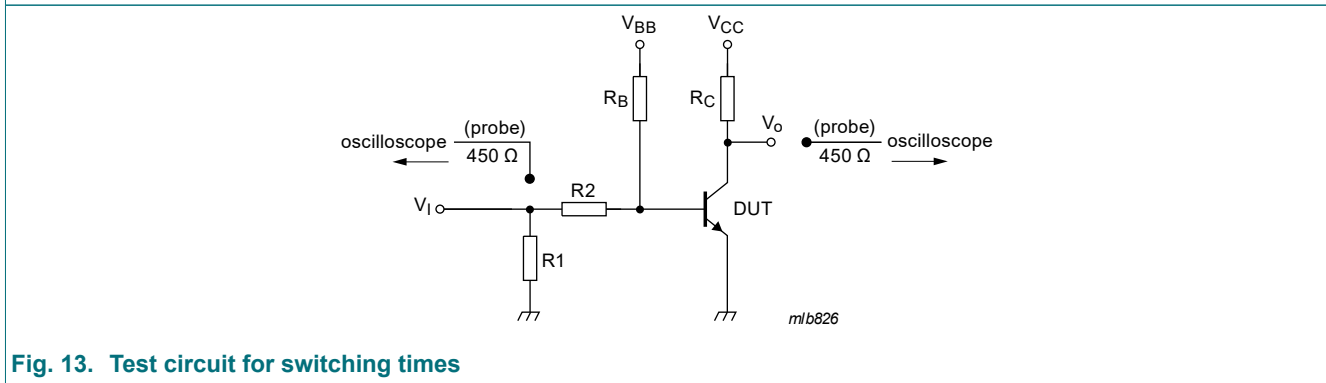 VBB
VCC
RB
RC
Vo
(probe)
oscilloscope
450 Ω
(probe)
oscilloscope
450 Ω
R2
VI
DUT
R1
mlb826
Fig. 13. Test circuit for switching times